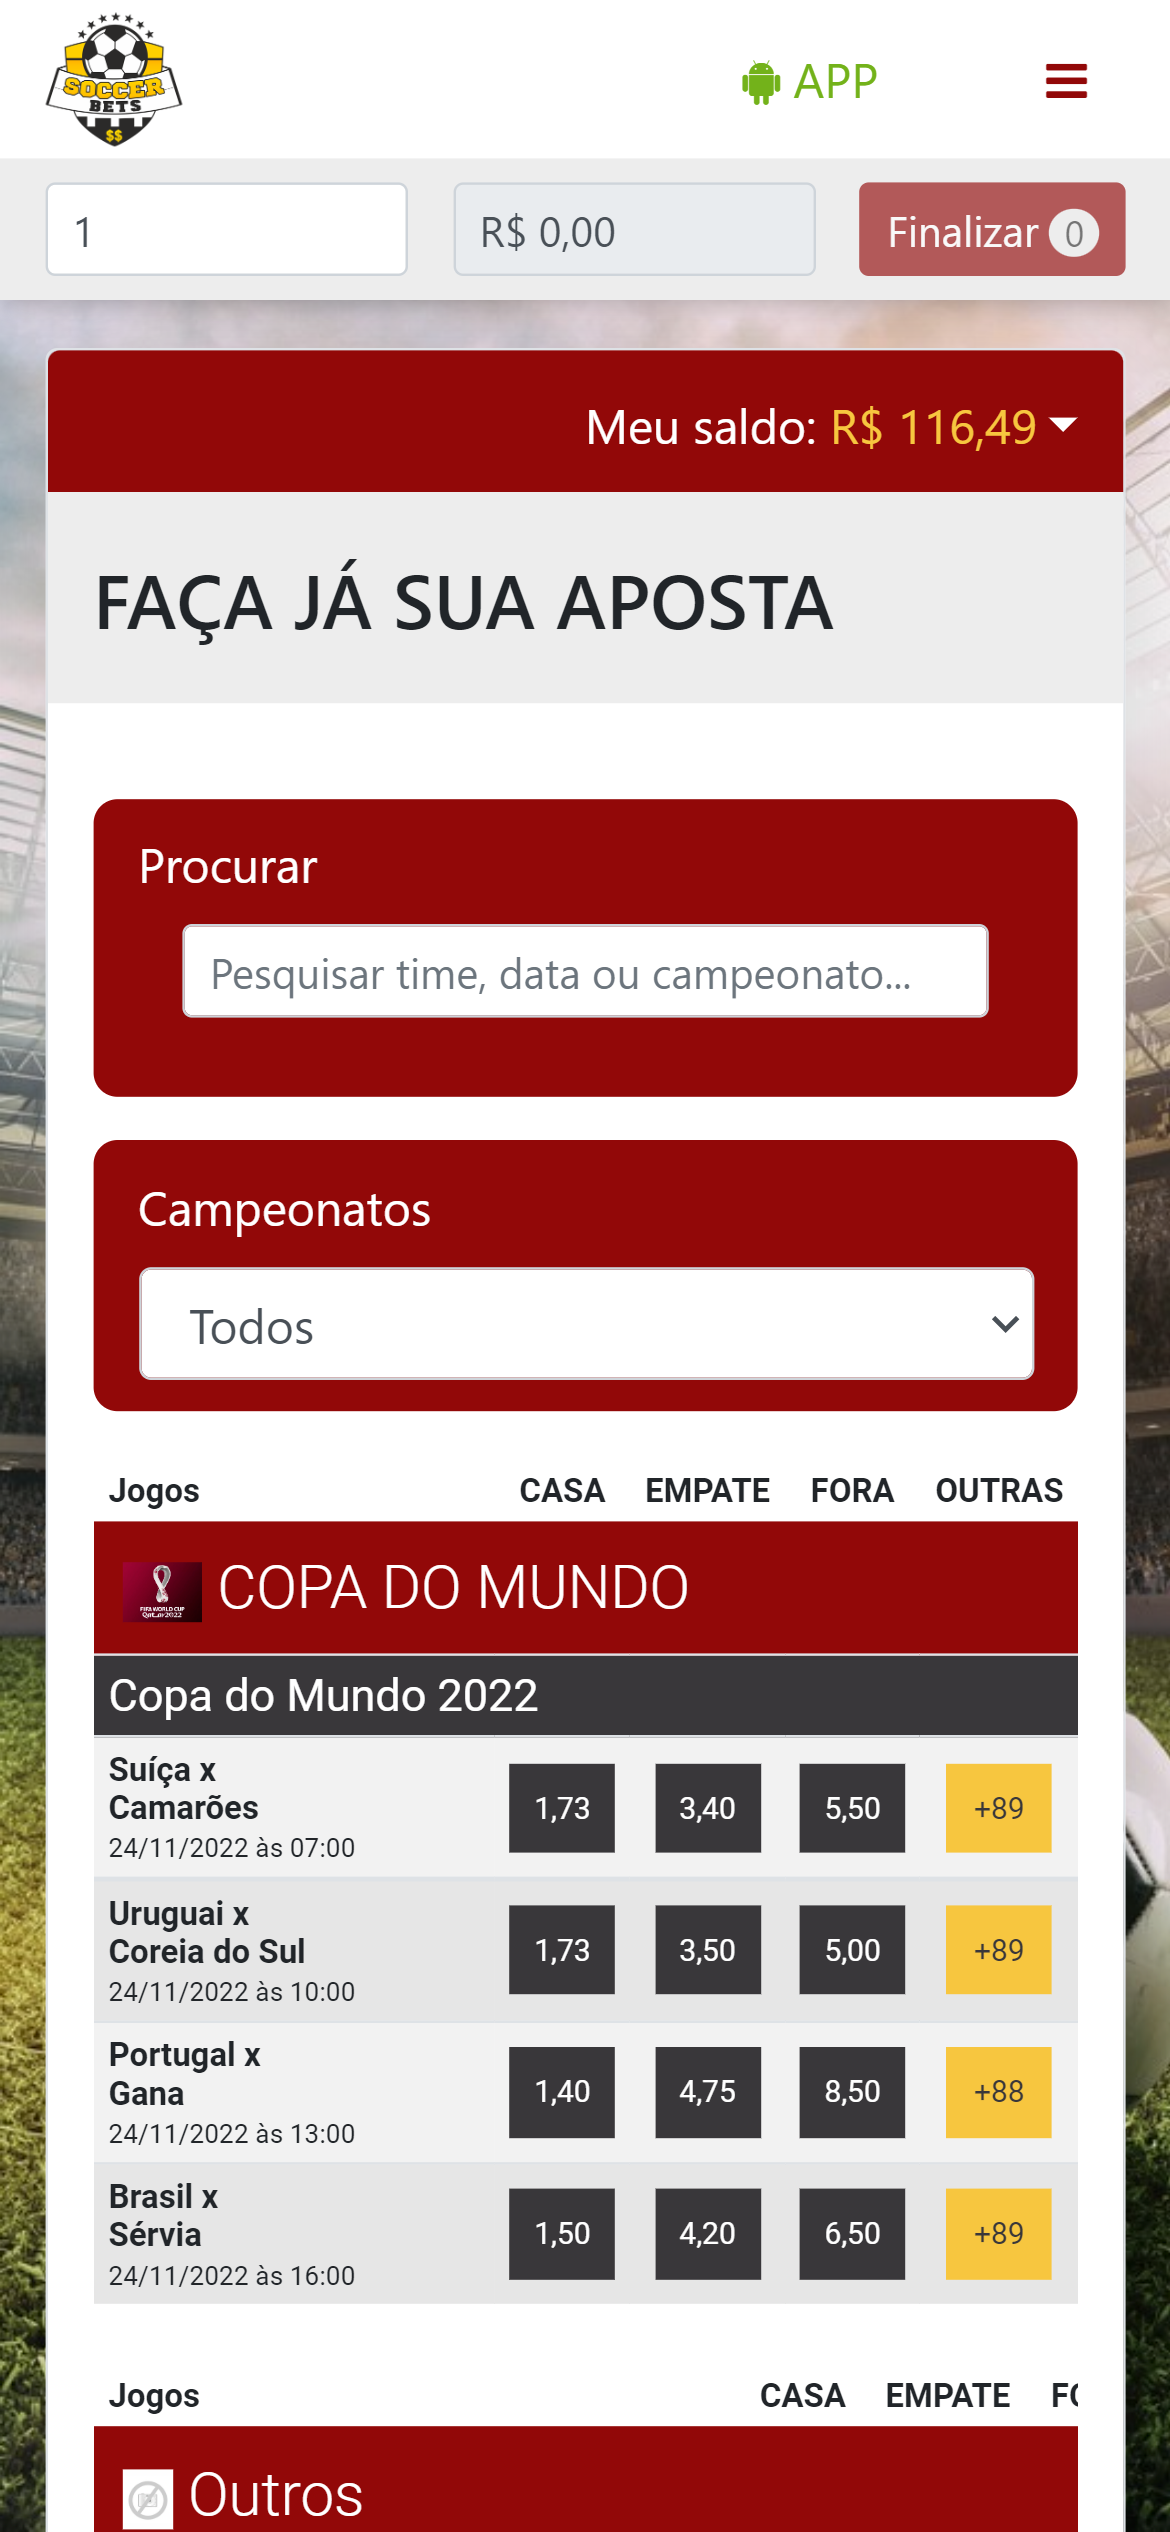 SOCCER
BETS
$$
APP
1
R$ 0,00
Finalizar 0
Meu saldo: R$ 116,49
FAÇA JÁ SUA APOSTA
Procurar
Pesquisar time, data ou campeonato...
Campeonatos
Todos
Jogos CASA EMPATE FORA OUTRAS
FIFA WORLD CUP
Qatar2022
COPA DO MUNDO
Copa do Mundo 2022
Suíça x
Camarões
24/11/2022 às 07:00
1,73 3,40 5,50 +89
Uruguai x
Coreia do Sul
24/11/2022 às 10:00
1,73 3,50 5,00 +89
Portugal x
Gana
24/11/2022 às 13:00
1,40 4,75 8,50 +88
Brasil x
Sérvia
24/11/2022 às 16:00
1,50 4,20 6,50 +89
Jogos CASA EMPATE
Outros